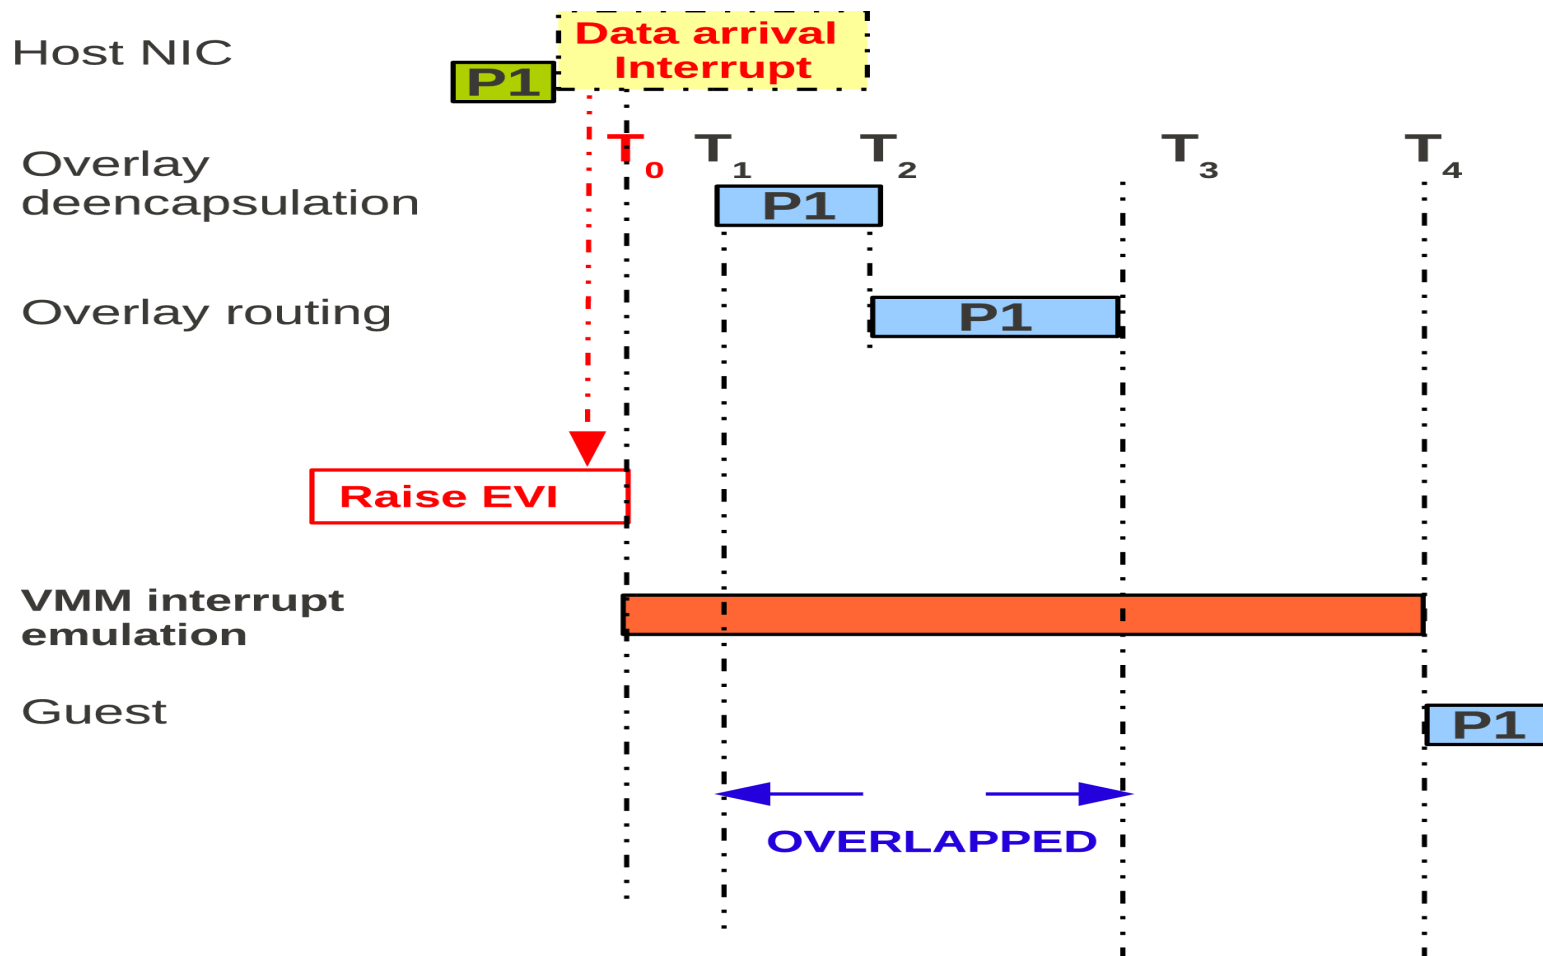 Data arrival
Interrupt
Host NIC
P1
T0 T1 T2 T3 T4
Overlay
deencapsulation
P1
Overlay routing
P1
Raise EVI
VMM interrupt
emulation
Guest
P1
OVERLAPPED